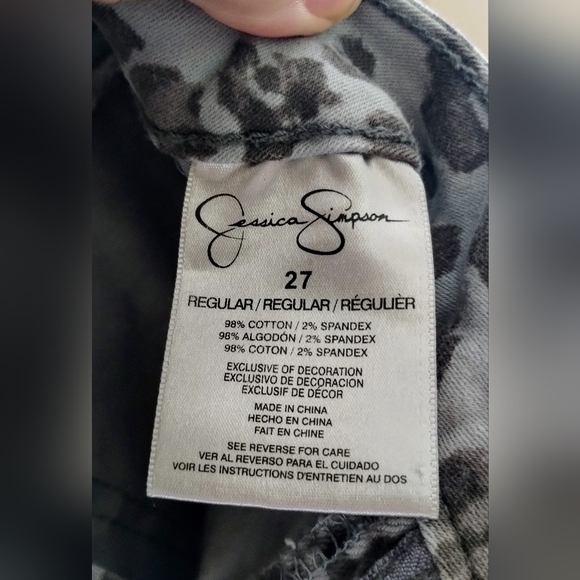 Jessica Simpson
27
REGULAR / REGULAR / RÉGULIÈR
98% COTTON / 2% SPANDEX
98% ALGODÓN / 2% SPANDEX
98% COTON / 2% SPANDEX
EXCLUSIVE OF DECORATION
EXCLUSIVO DE DECORACION
EXCLUSIF DE DÉCOR
MADE IN CHINA
HECHO EN CHINA
FAIT EN CHINE
SEE REVERSE FOR CARE
VER AL REVERSO PARA EL CUIDADO
VOIR LES INSTRUCTIONS D'ENTRETIEN AU DOS